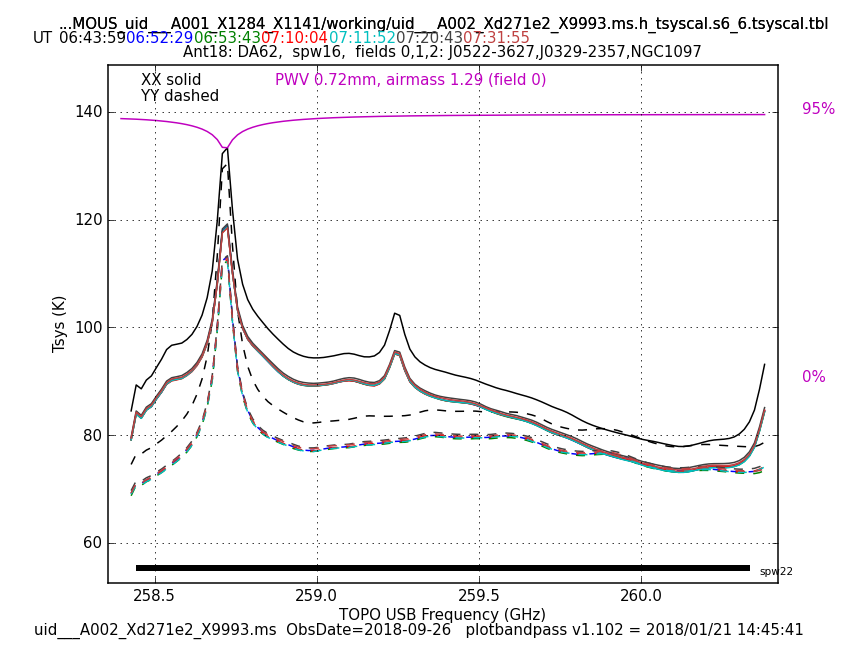 ...MOUS_uid___A001_X1284_X1141/working/uid___A002_Xd271e2_X9993.ms.h_tsyscal.s6_6.tsyscal.tbl
UT 06:43:59 06:52:29 06:53:43 07:10:04 07:11:52 07:20:43 07:31:55
Ant18: DA62, spw16, fields 0,1,2: J0522-3627,J0329-2357,NGC1097
XX solid PWV 0.72mm, airmass 1.29 (field 0)
YY dashed
140
120
100
80
60
95%
0%
Tsys (K)
spw22
258.5 259.0 259.5 260.0
TOPO USB Frequency (GHz)
uid___A002_Xd271e2_X9993.ms ObsDate=2018-09-26 plotbandpass v1.102 = 2018/01/21 14:45:41